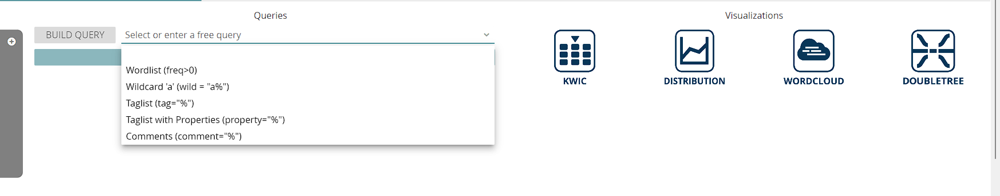 Queries
Visualizations
BUILD QUERY
Select or enter a free query
Wordlist (freq>0)
Wildcard 'a' (wild = "a%")
Taglist (tag="%")
Taglist with Properties (property="%")
Comments (comment="%")
KWIC
DISTRIBUTION
WORDCLOUD
DOUBLETREE